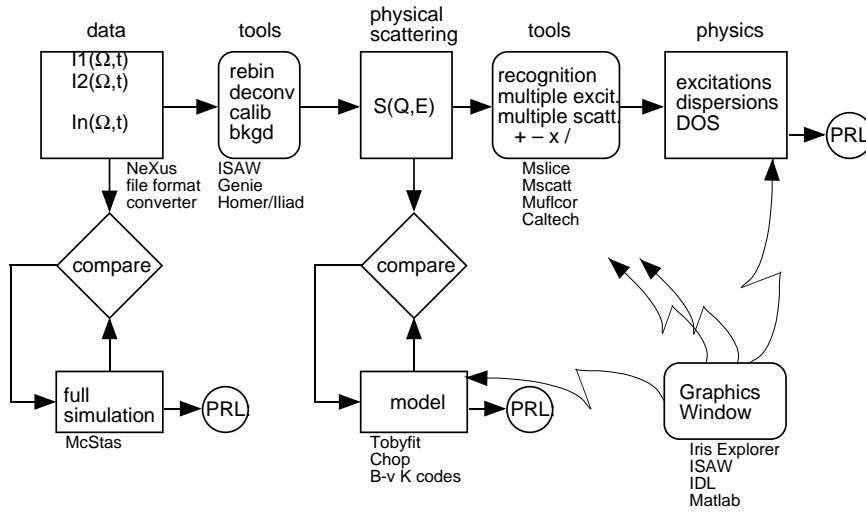 data
I1(Ω,t)
I2(Ω,t)
In(Ω,t)
NeXus
file format
converter
tools
rebin
deconv
calib
bkgd
ISAW
Genie
Homer/Iliad
physical
scattering
S(Q,E)
tools
recognition
multiple excit.
multiple scatt.
+ – x /
Mslice
Mscatt
Muflcor
Caltech
physics
excitations
dispersions
DOS
PRL
compare
compare
full
simulation
McStas
PRL
model
Tobyfit
Chop
B-v K codes
PRL
Graphics
Window
Iris Explorer
ISAW
IDL
Matlab